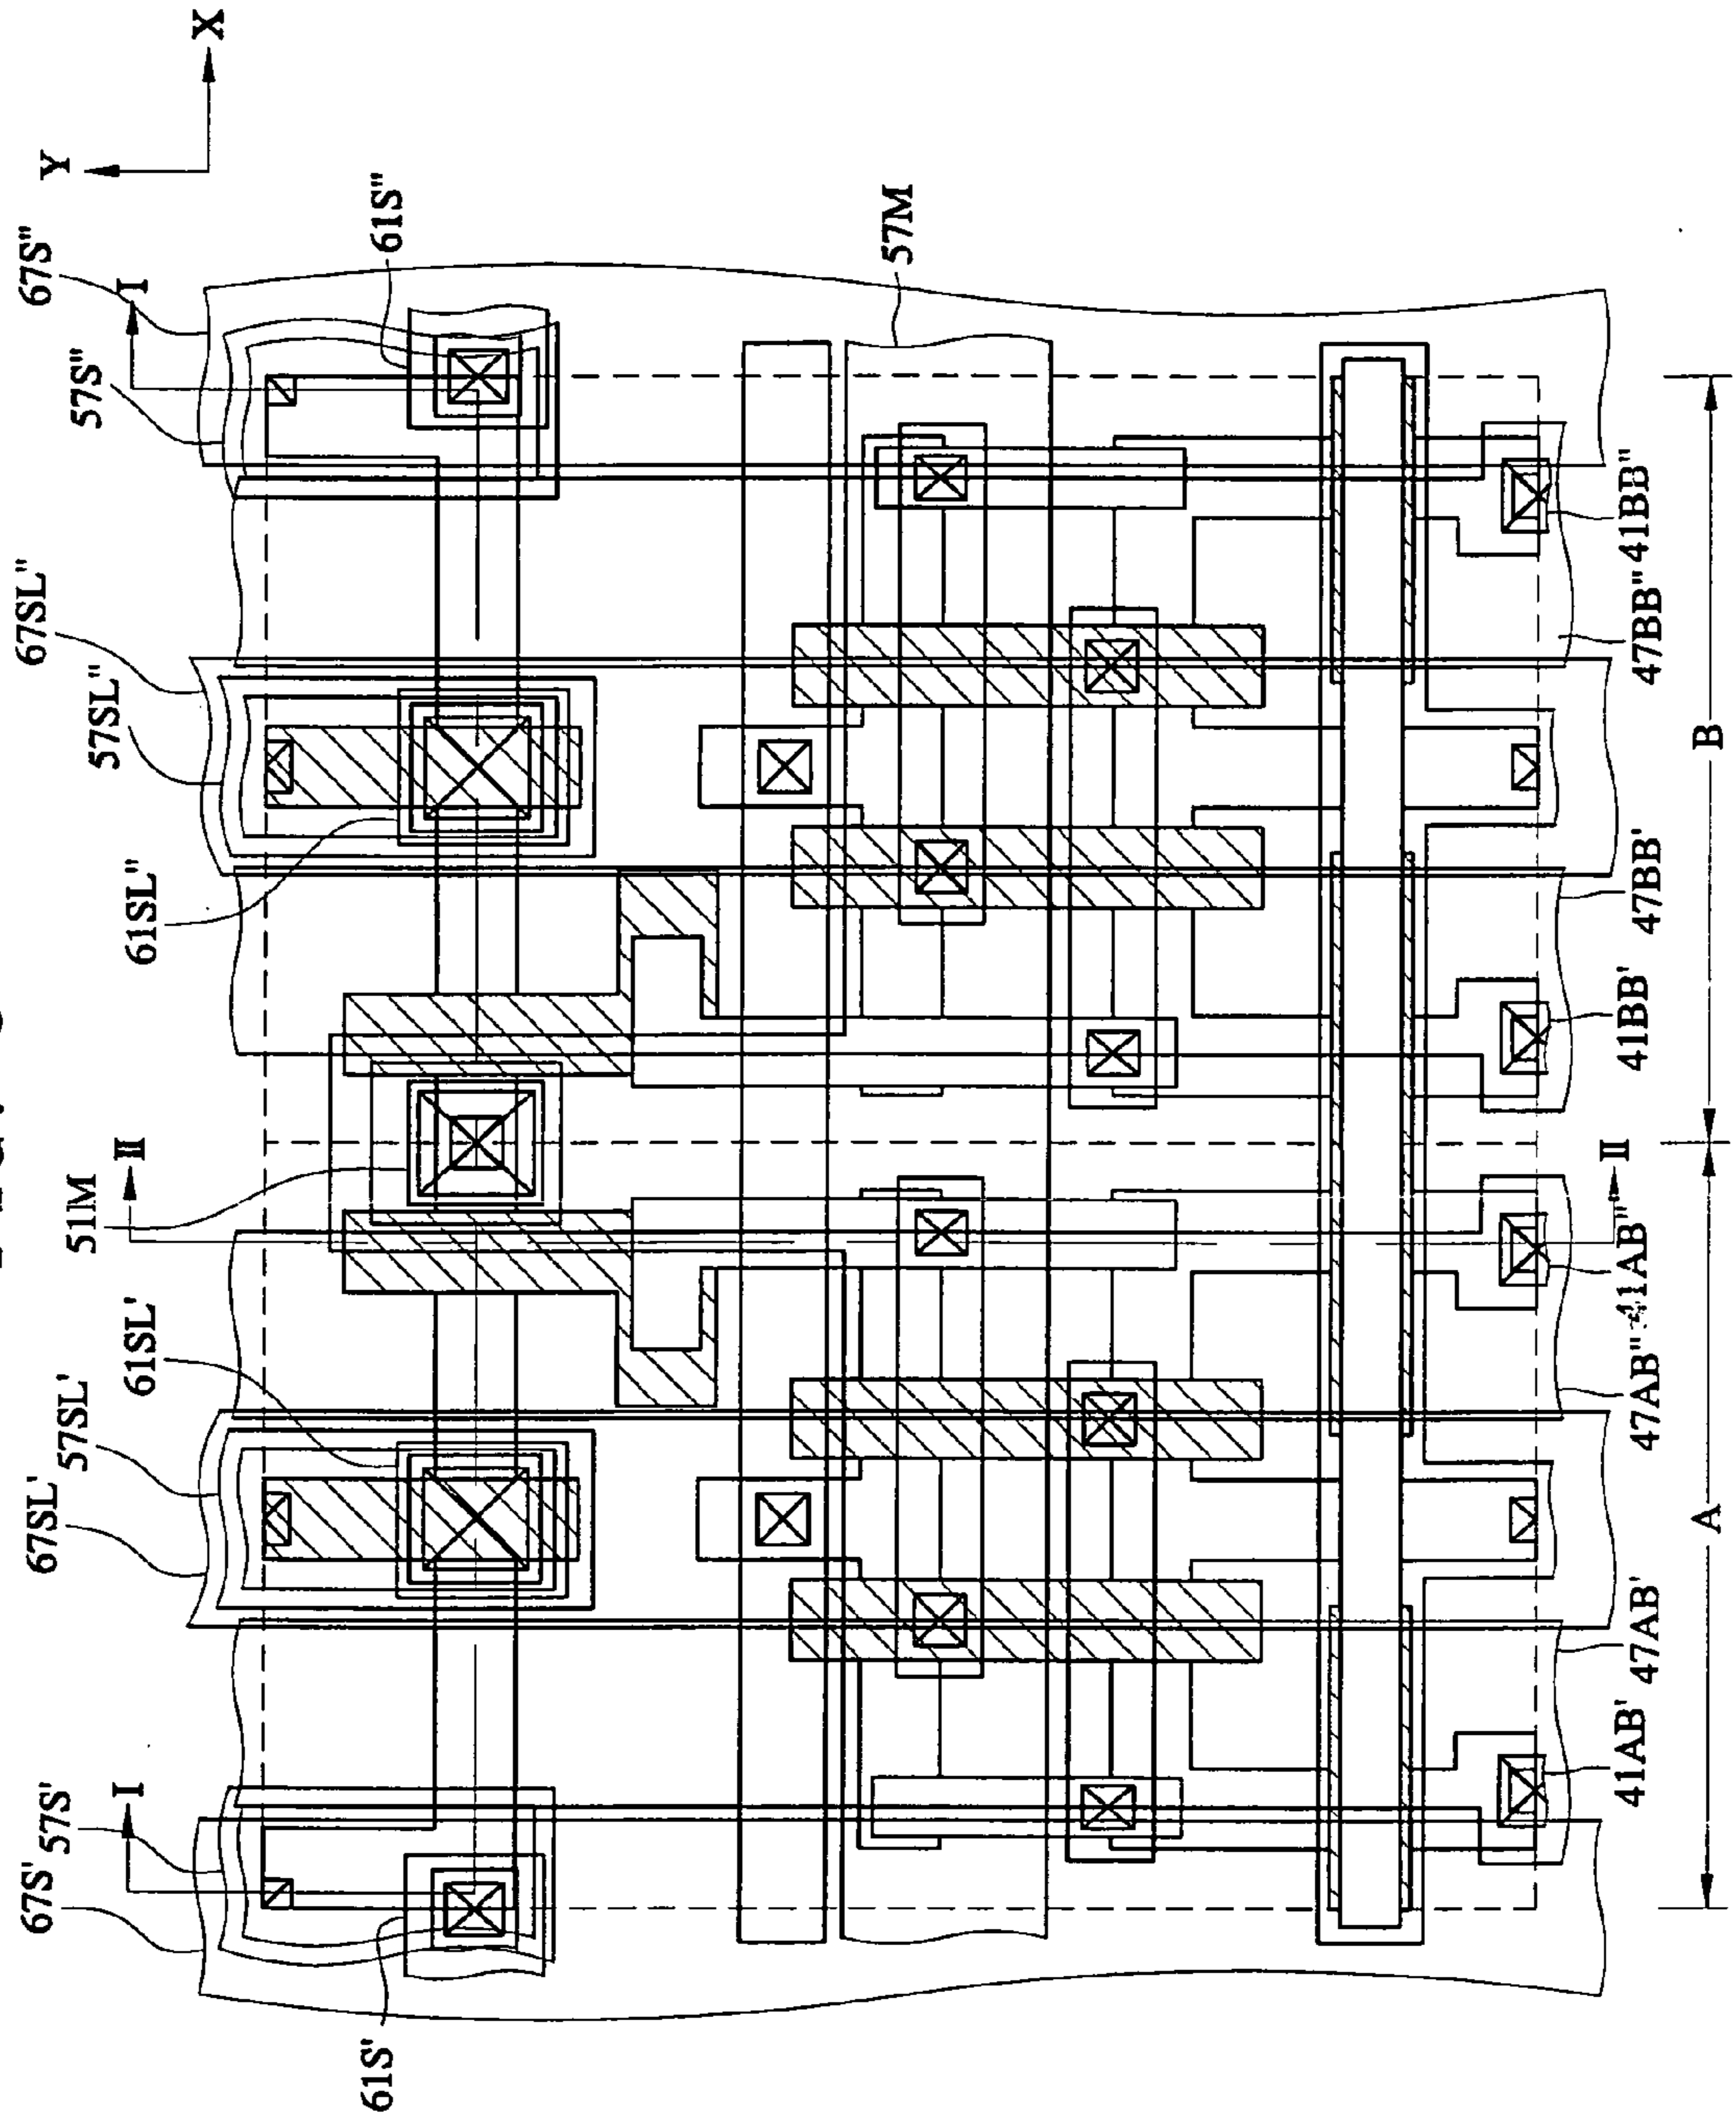 67S'
57S'
I
67SL'
57SL'
61SL'
51M
II
61SL"
57SL"
67SL"
57S"
67S"
I
Y
X
61S'
61S"
57M
41AB'
47AB'
47AB"
41AB"
II
41BB'
47BB'
47BB"
41BB"
A
B